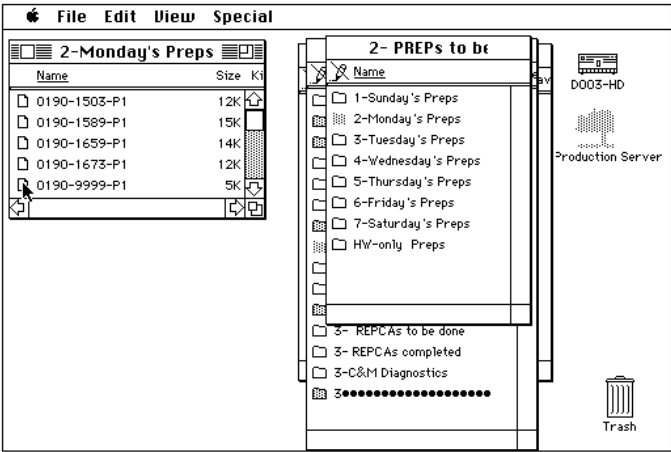 File Edit View Special
2-Monday's Preps
Name Size Ki
0190-1503-P1 12K
0190-1589-P1 15K
0190-1659-P1 14K
0190-1673-P1 12K
0190-9999-P1 5K
2- PREPs to be
Name
1-Sunday's Preps
2-Monday's Preps
3-Tuesday's Preps
4-Wednesday's Preps
5-Thursday's Preps
6-Friday's Preps
7-Saturday's Preps
HW-only Preps
3- REPCAs to be done
3- REPCAs completed
3-C&M Diagnostics
3•••••••••••••••••••
D003-HD
Production Server
Trash